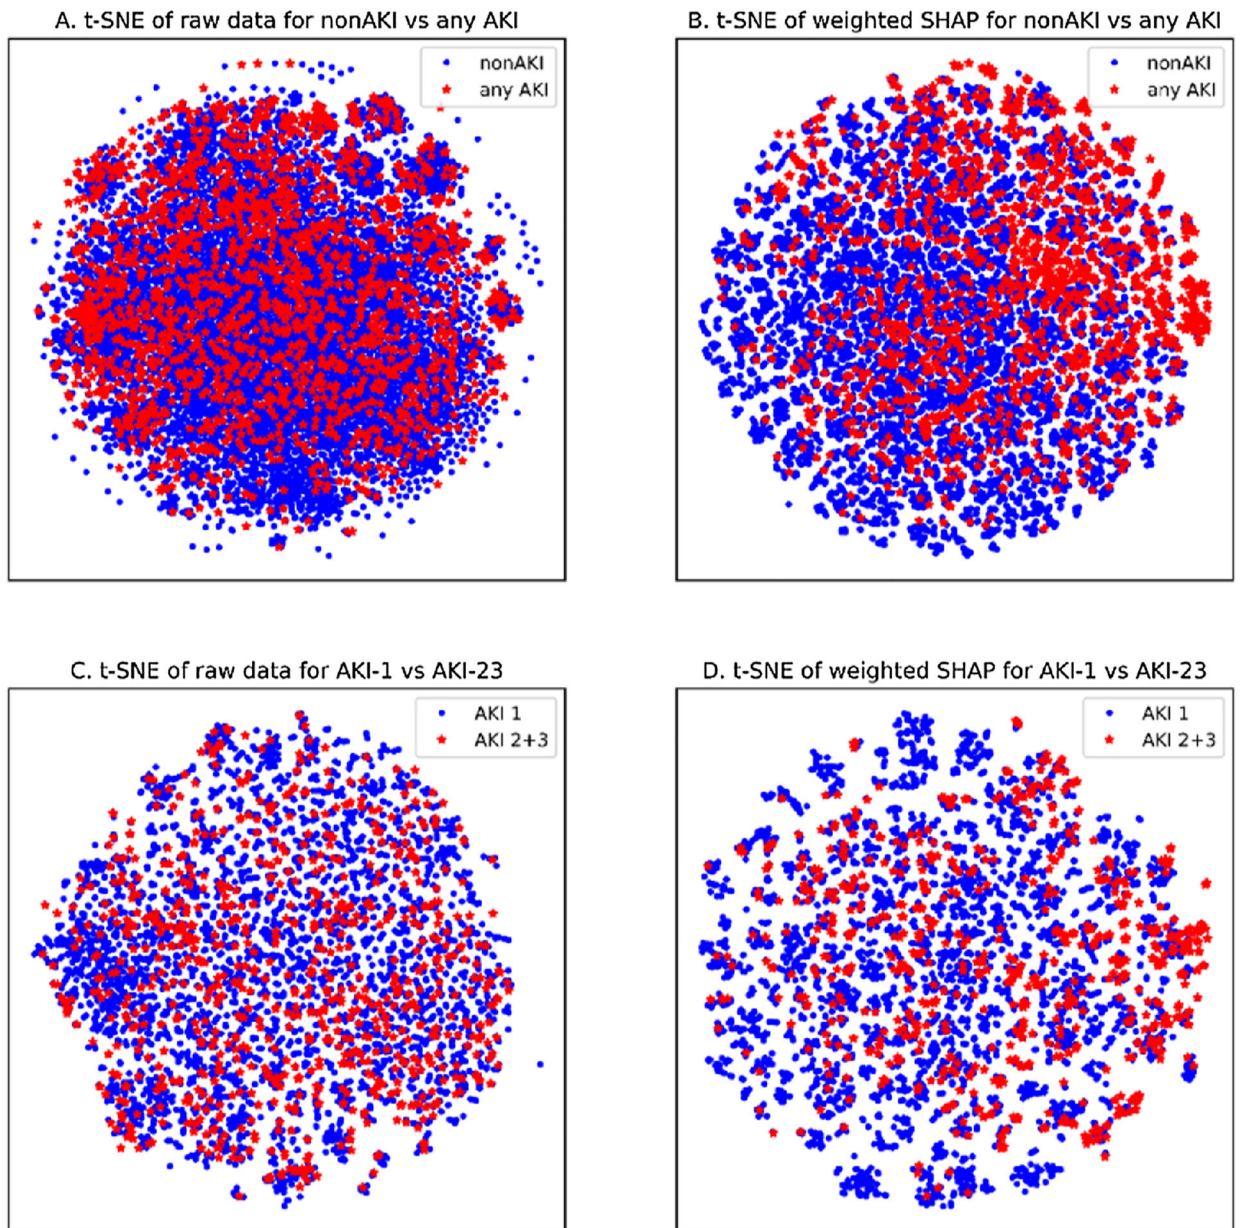 A. t-SNE of raw data for nonAKI vs any AKI
nonAKI
any AKI
B. t-SNE of weighted SHAP for nonAKI vs any AKI
nonAKI
any AKI
C. t-SNE of raw data for AKI-1 vs AKI-23
AKI 1
AKI 2+3
D. t-SNE of weighted SHAP for AKI-1 vs AKI-23
AKI 1
AKI 2+3